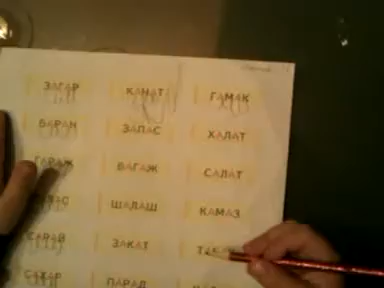 ЗАГАР КАНАТ ГАМАК
БАРАН ЗАПАС ХАЛАТ
ГАРАЖ БАГАЖ САЛАТ
ШАЛАШ КАМАЗ
САРАЙ ЗАКАТ
САХАР ПАРАД